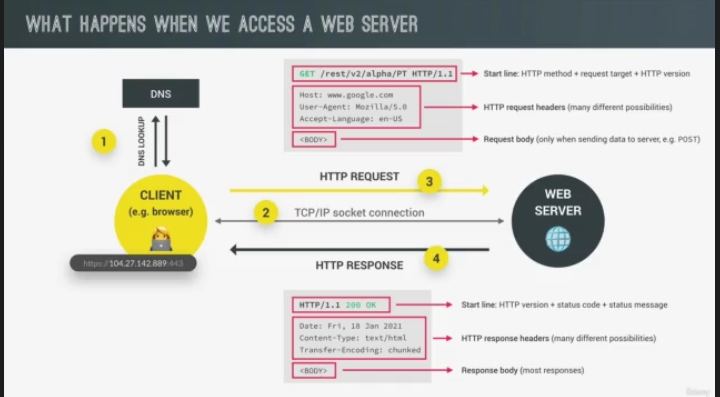 WHAT HAPPENS WHEN WE ACCESS A WEB SERVER
GET /rest/v2/alpha/PT HTTP/1.1
Start line: HTTP method + request target + HTTP version
Host: www.google.com
User-Agent: Mozilla/5.0
Accept-Language: en-US
HTTP request headers (many different possibilities)
<BODY>
Request body (only when sending data to server, e.g. POST)
DNS
1
DNS LOOKUP
HTTP REQUEST
3
CLIENT
(e.g. browser)
2
TCP/IP socket connection
WEB
SERVER
https://104.27.142.889:443
HTTP RESPONSE
4
HTTP/1.1 200 OK
Start line: HTTP version + status code + status message
Date: Fri, 18 Jan 2021
Content-Type: text/html
Transfer-Encoding: chunked
HTTP response headers (many different possibilities)
<BODY>
Response body (most responses)